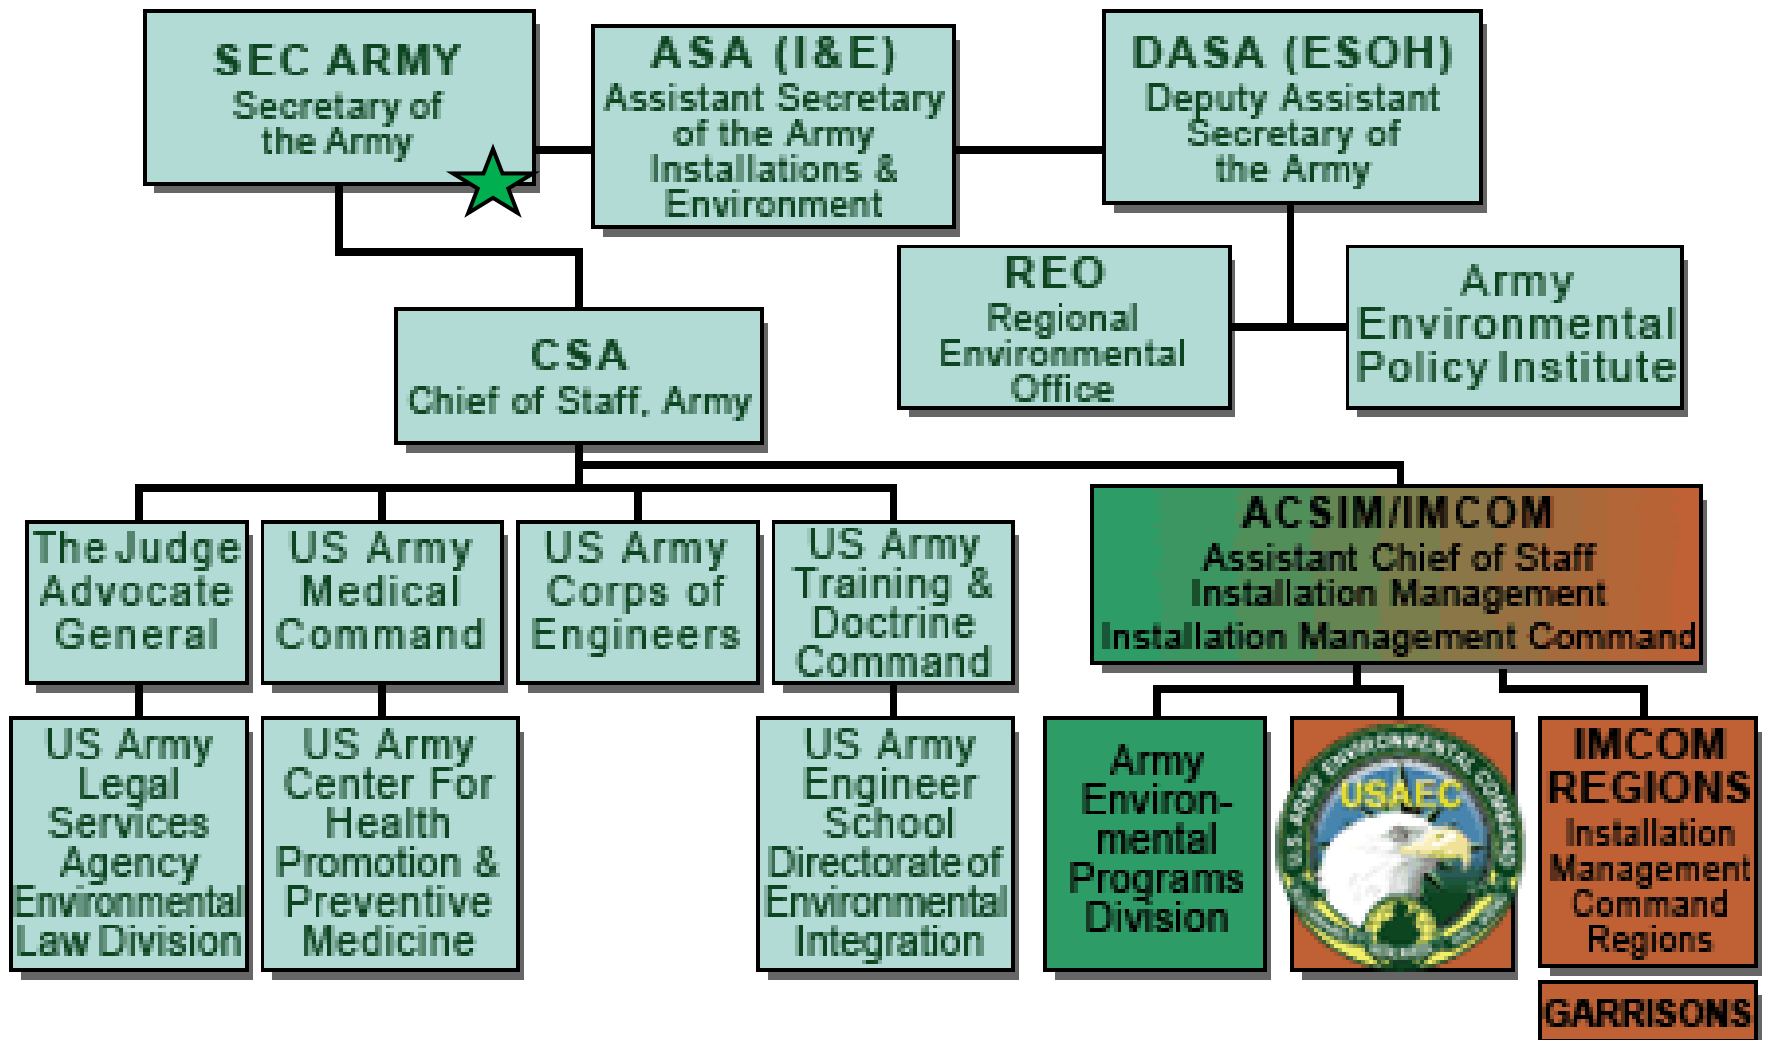 SEC ARMY
Secretary of
the Army
ASA (I&E)
Assistant Secretary
of the Army
Installations &
Environment
DASA (ESOH)
Deputy Assistant
Secretary of
the Army
REO
Regional
Environmental
Office
Army
Environmental
Policy Institute
CSA
Chief of Staff, Army
The Judge
Advocate
General
US Army
Medical
Command
US Army
Corps of
Engineers
US Army
Training &
Doctrine
Command
ACSIM/IMCOM
Assistant Chief of Staff
Installation Management
Installation Management Command
US Army
Legal
Services
Agency
Environmental
Law Division
US Army
Center For
Health
Promotion &
Preventive
Medicine
US Army
Engineer
School
Directorate of
Environmental
Integration
Army
Environ-
mental
Programs
Division
U.S. ARMY ENVIRONMENTAL COMMAND
USAEC
IMCOM
REGIONS
Installation
Management
Command
Regions
GARRISONS